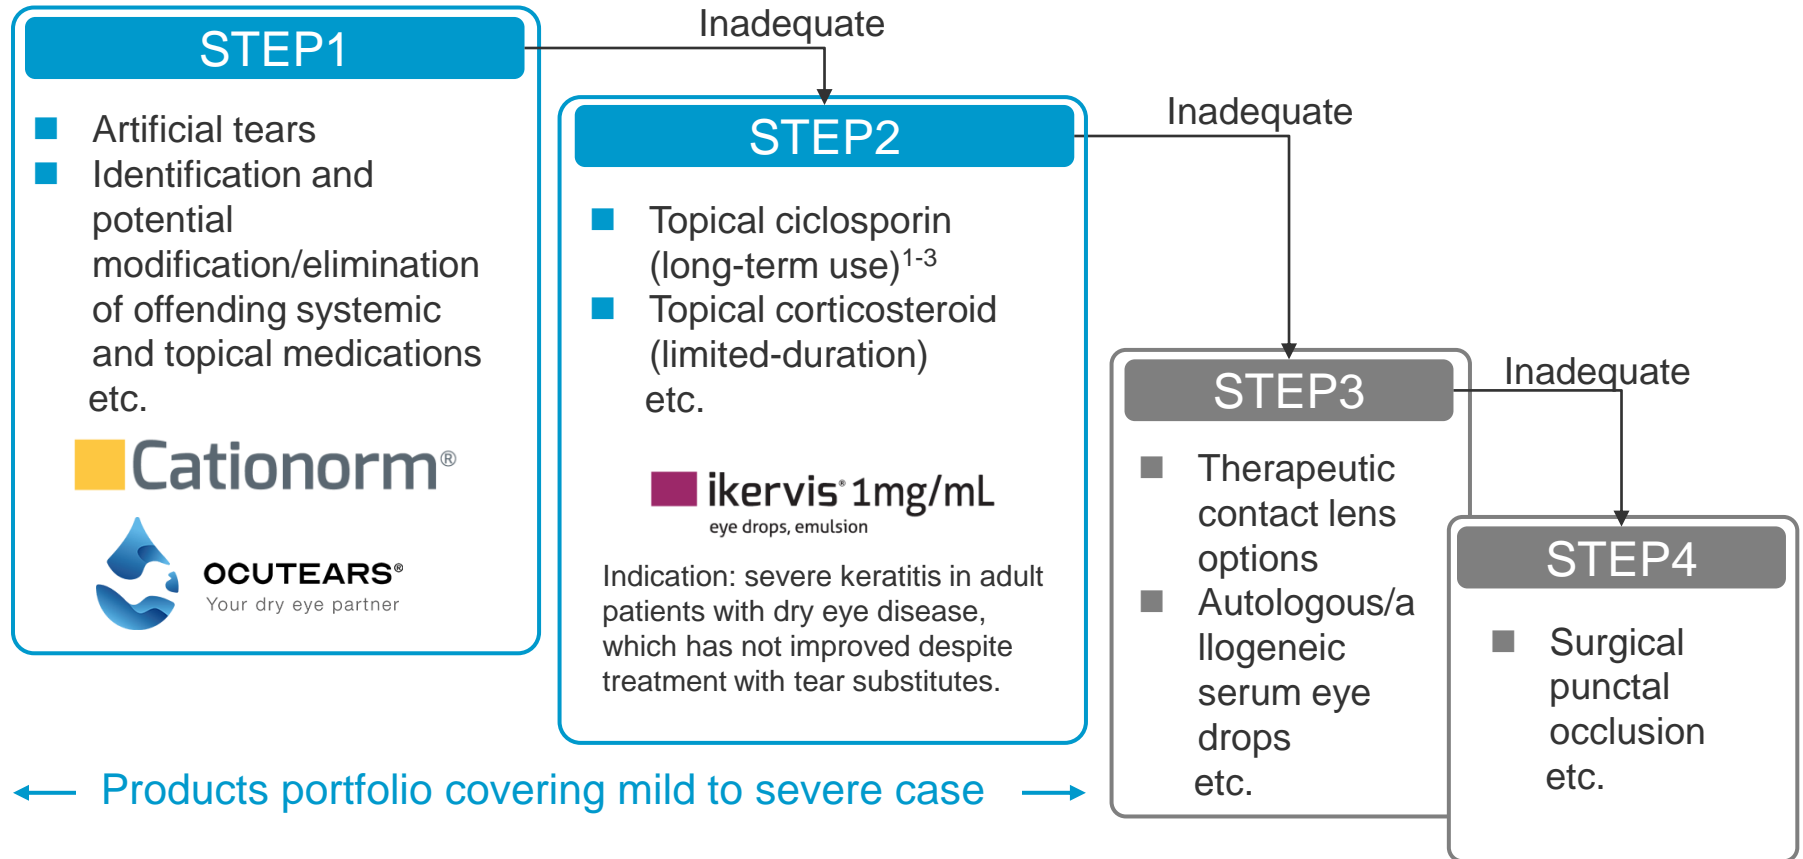 STEP1
Artificial tears
Identification and
potential
modification/elimination
of offending systemic
and topical medications
etc.
Cationorm®
OCUTEARS®
Your dry eye partner
Inadequate
STEP2
Topical ciclosporin
(long-term use)1-3
Topical corticosteroid
(limited-duration)
etc.
ikervis® 1mg/mL
eye drops, emulsion
Indication: severe keratitis in adult
patients with dry eye disease,
which has not improved despite
treatment with tear substitutes.
Inadequate
STEP3
Therapeutic
contact lens
options
Autologous/a
llogeneic
serum eye
drops
etc.
Inadequate
STEP4
Surgical
punctal
occlusion
etc.
Products portfolio covering mild to severe case